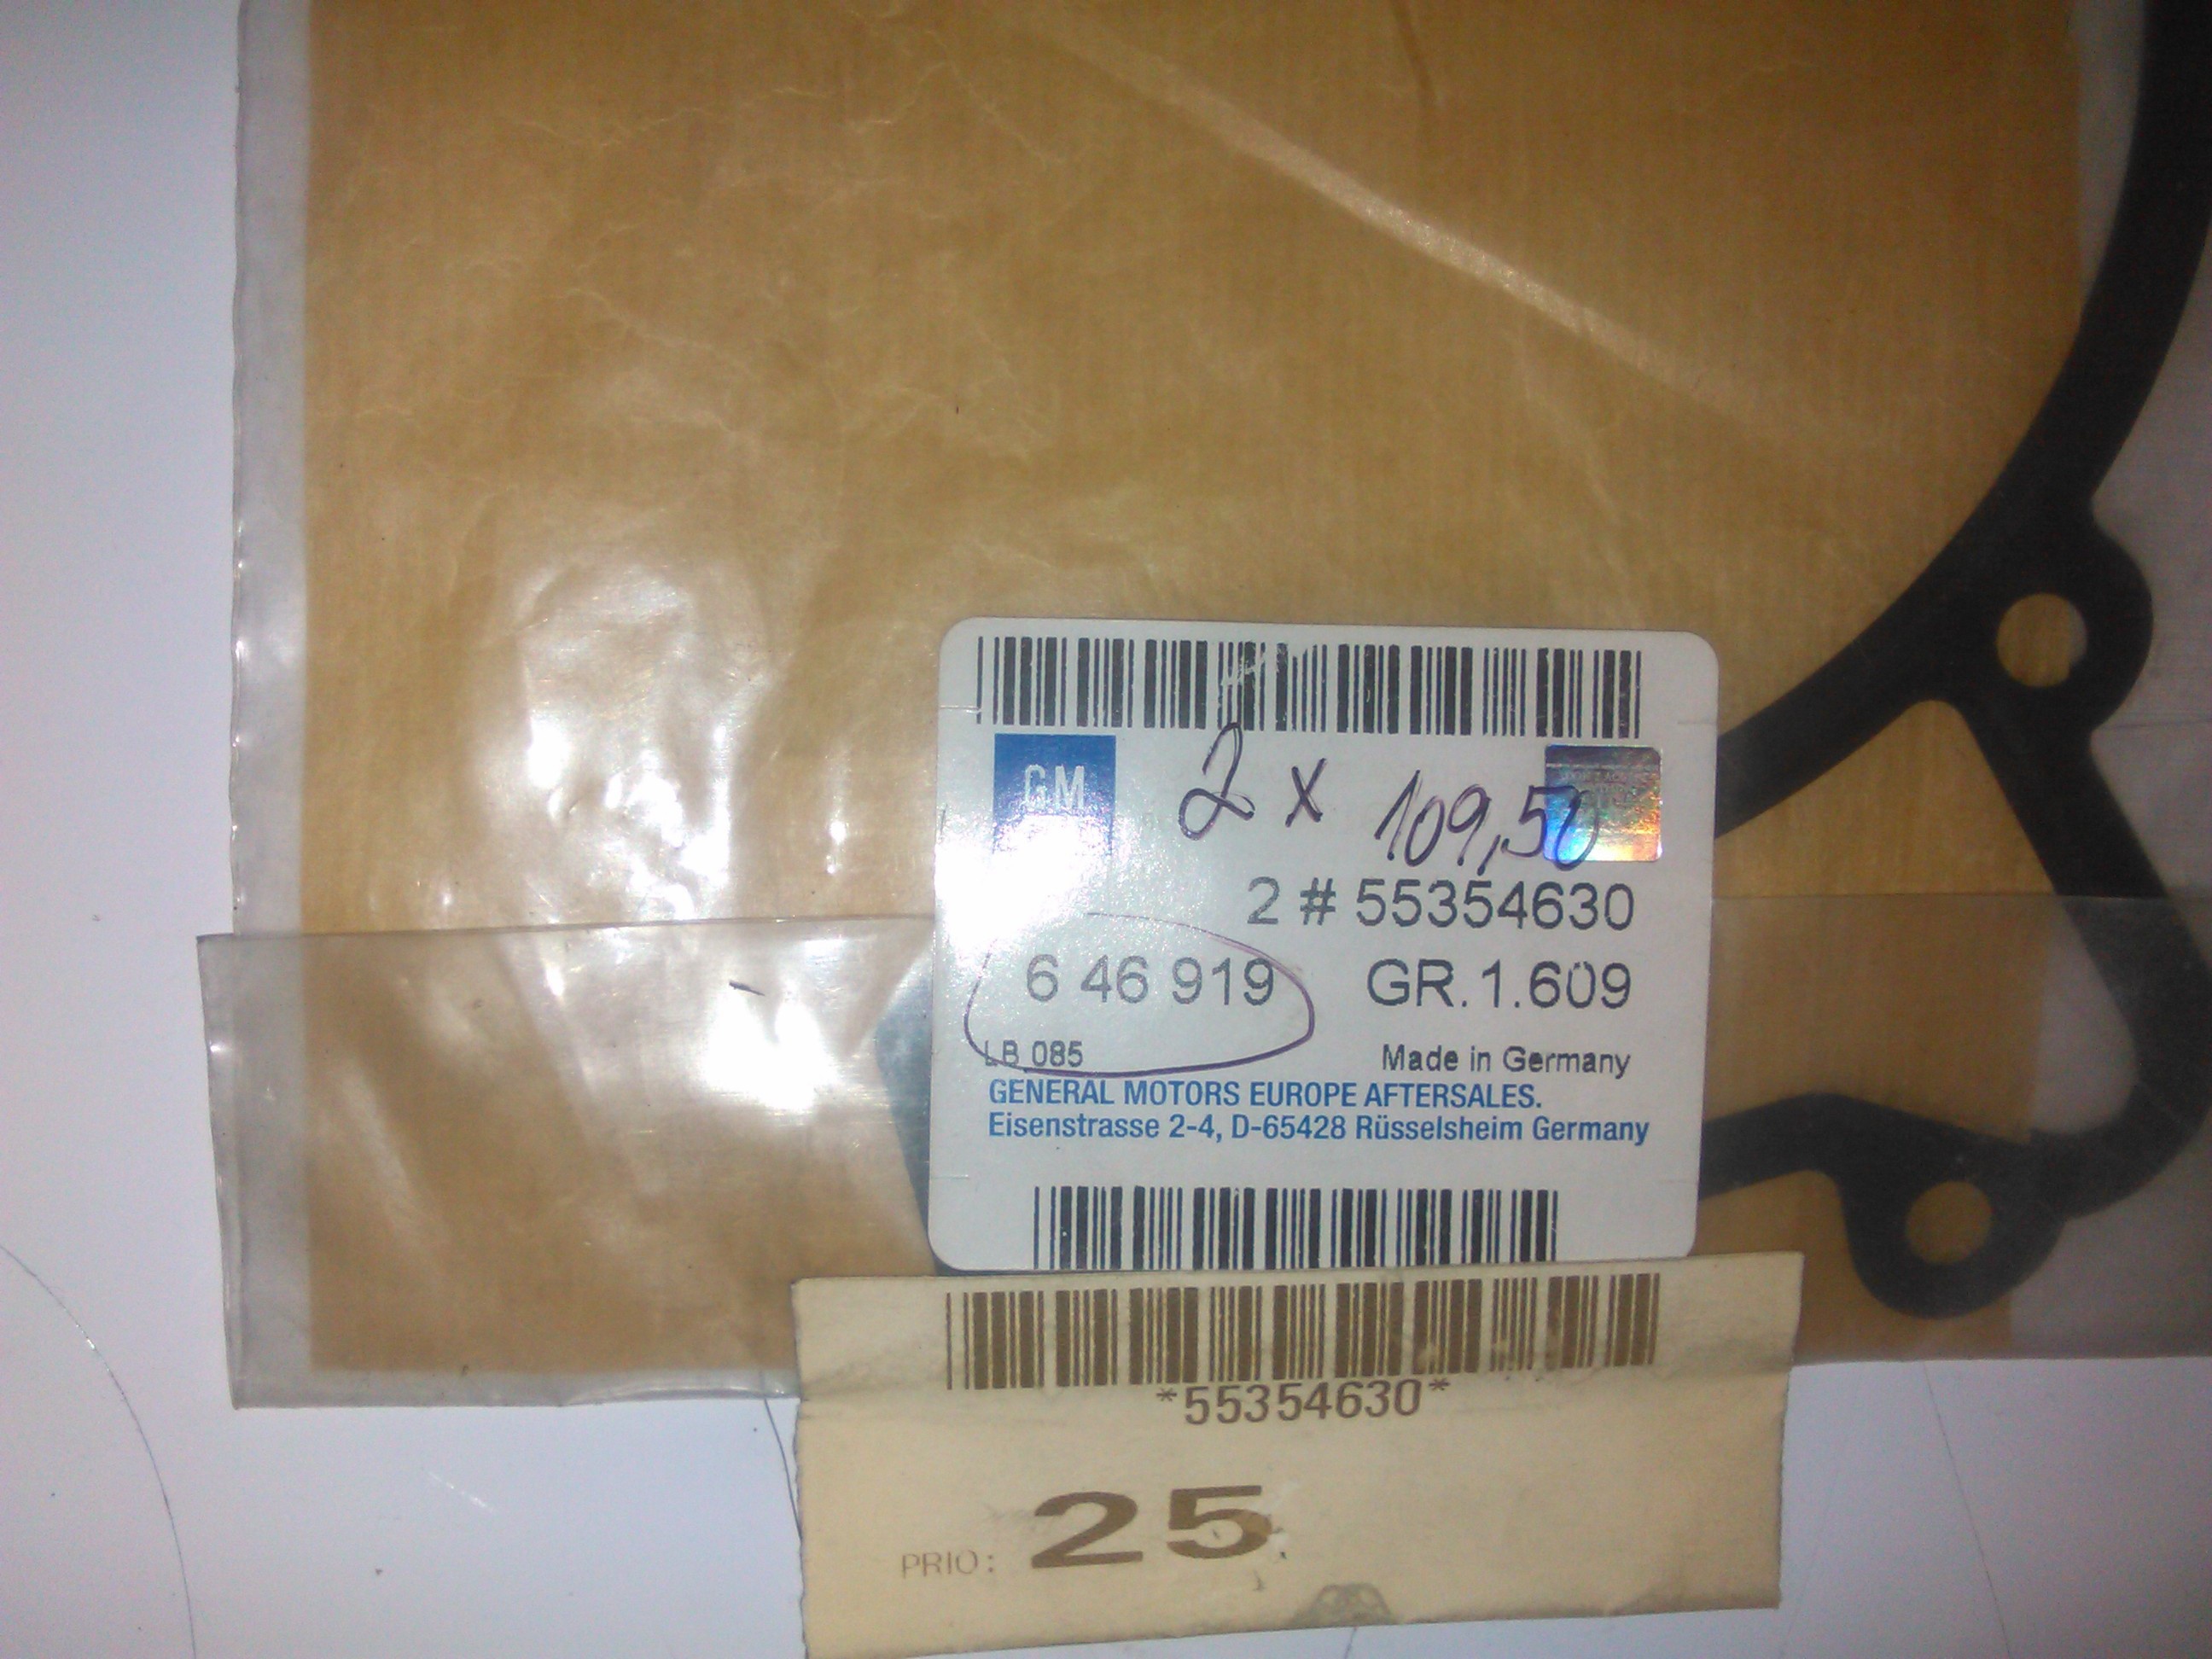 GM
2 x 109,50
2 # 55354630
6 46 919 GR.1.609
LB 085 Made in Germany
GENERAL MOTORS EUROPE AFTERSALES.
Eisenstrasse 2-4, D-65428 Rüsselsheim Germany
*55354630*
PRIO: 25